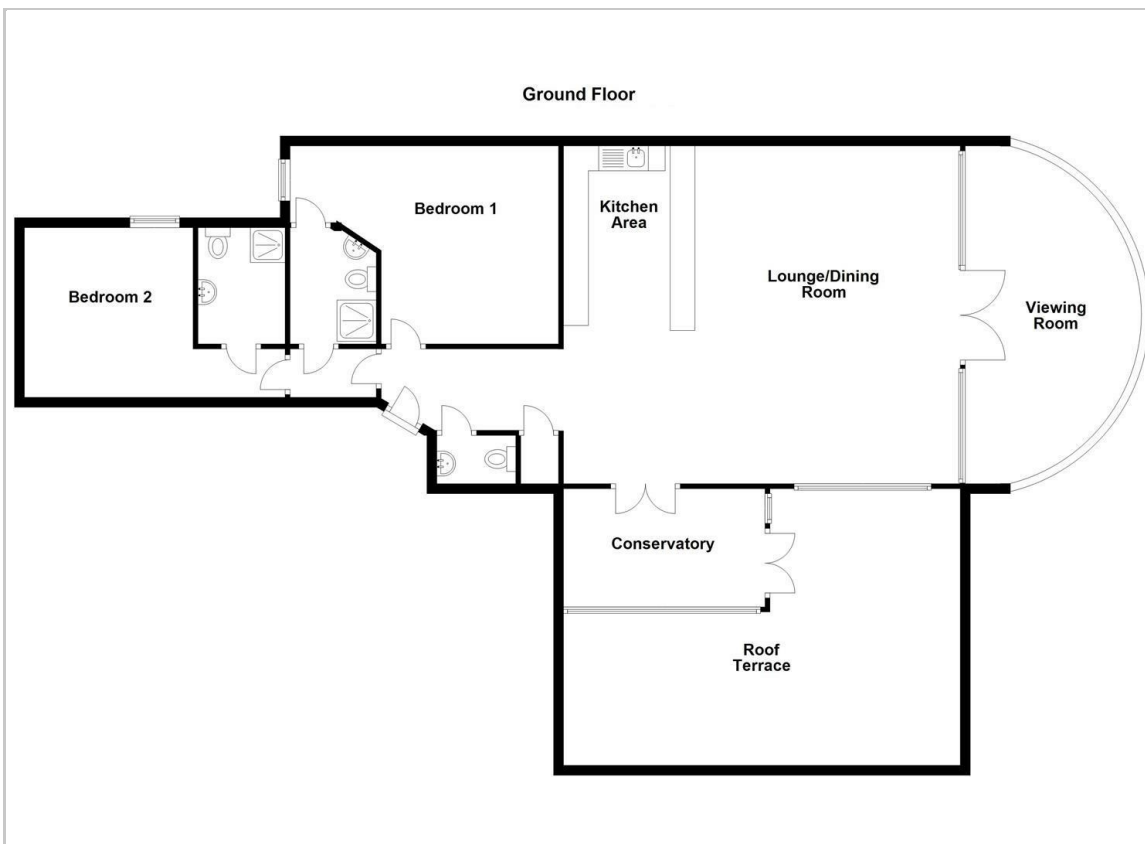 Ground Floor
Bedroom 1
Kitchen
Area
Lounge/Dining
Room
Bedroom 2
Viewing
Room
Conservatory
Roof
Terrace